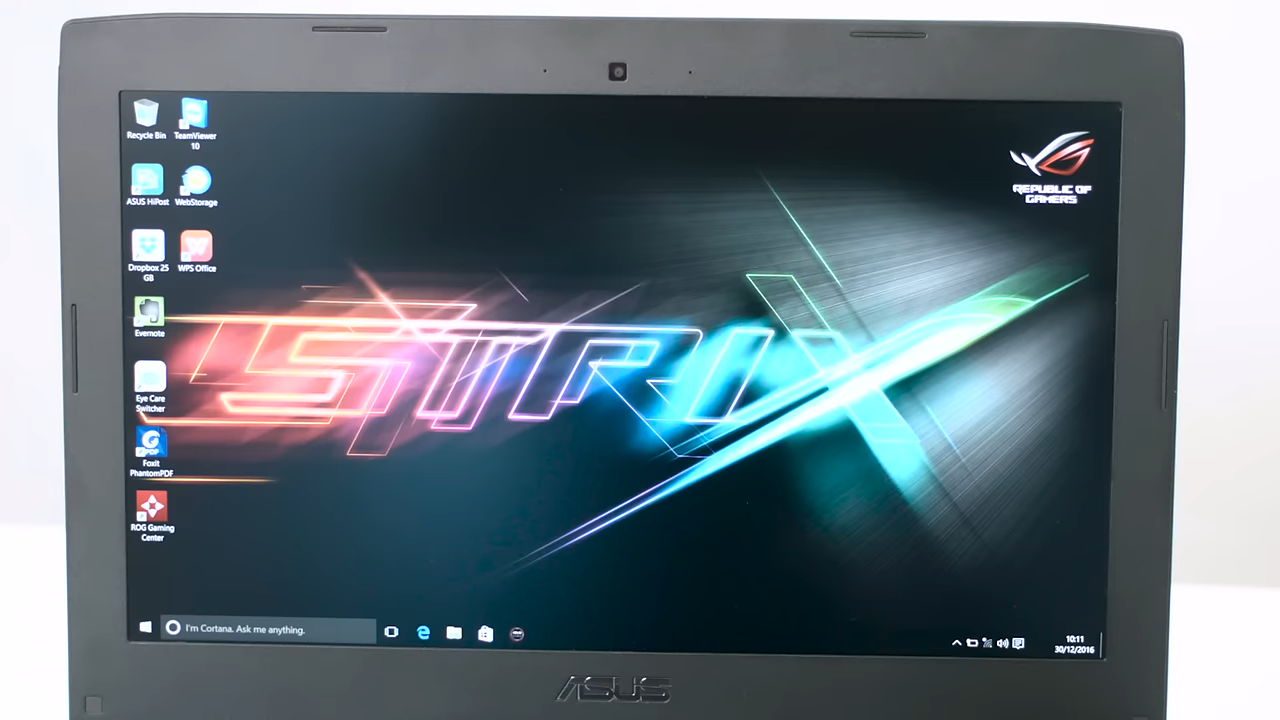 Recycle Bin
TeamViewer
10
ASUS HiPost
WebStorage
Dropbox 25
GB
WPS Office
Evernote
Eye Care
Switcher
Foxit
PhantomPDF
ROG Gaming
Center
REPUBLIC OF
GAMERS
STRIX
I'm Cortana. Ask me anything.
10:11
30/12/2016
ASUS